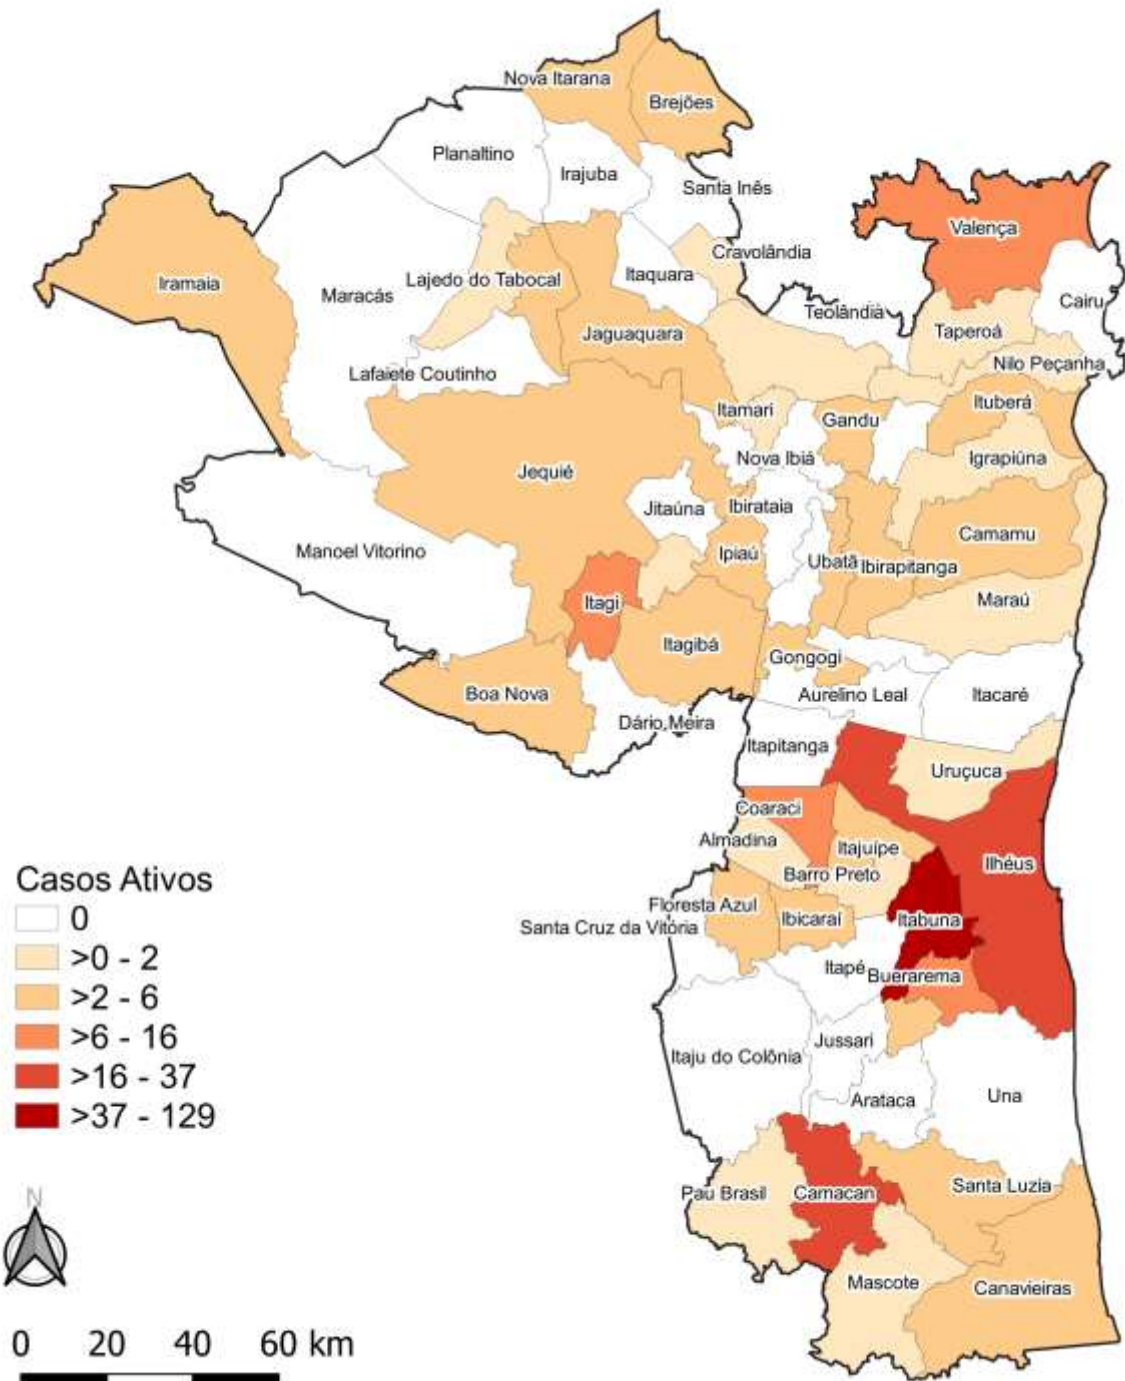 Nova Itarana
Brejões
Planaltino
Irajuba
Santa Inês
Valença
Cravolândia
Iramaia
Lajedo do Tabocal
Itaquara
Maracás
Cairu
Teolândia
Jaguaquara
Taperoá
Nilo Peçanha
Lafaiete Coutinho
Ituberá
Itamari
Gandu
Nova Ibiá
Igrapiúna
Jequié
Jitaúna
Ibirataia
Camamu
Manoel Vitorino
Ipiaú
Ubatã
Ibirapitanga
Itagi
Maraú
Itagibá
Gongogi
Boa Nova
Aurelino Leal
Itacaré
Dário Meira
Itapitanga
Uruçuca
Coaraci
Almadina
Itajuípe
Ilhéus
Barro Preto
Floresta Azul
Ibicaraí
Itabuna
Santa Cruz da Vitória
Itapé
Buerarema
Jussari
Itaju do Colônia
Una
Arataca
Pau Brasil
Camacan
Santa Luzia
Mascote
Canavieiras
Casos Ativos
0
>0 - 2
>2 - 6
>6 - 16
>16 - 37
>37 - 129
N
0 20 40 60 km